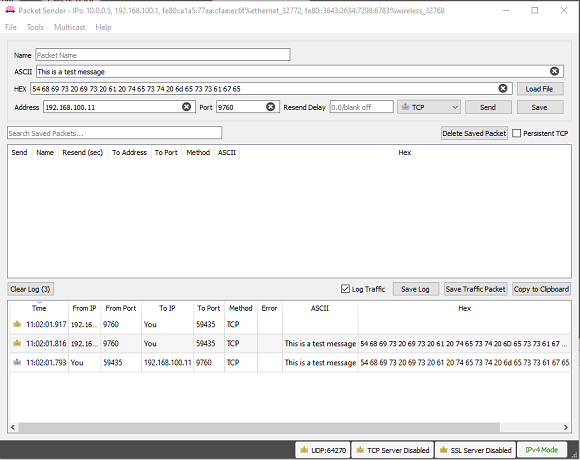 Packet Sender - IPs: 10.0.0.5, 192.168.100.1, fe80::a1a5:77aa:cfae:ec6f%ethernet_32772, fe80::3643:2634:7298:6783%wireless_32768
File Tools Multicast Help
Name Packet Name
ASCII This is a test message
HEX 54 68 69 73 20 69 73 20 61 20 74 65 73 74 20 6d 65 73 73 61 67 65 Load File
Address 192.168.100.11 Port 9760 Resend Delay 0.0/blank off TCP Send Save
Search Saved Packets... Delete Saved Packet Persistent TCP
Send Name Resend (sec) To Address To Port Method ASCII Hex
Clear Log (3) Log Traffic Save Log Save Traffic Packet Copy to Clipboard
Time From IP From Port To IP To Port Method Error ASCII Hex
11:02:01.917 192.16... 9760 You 59435 TCP
11:02:01.816 192.16... 9760 You 59435 TCP This is a test message 54 68 69 73 20 69 73 20 61 20 74 65 73 74 20 6D 65 73 73 61 67 ...
11:02:01.793 You 59435 192.168.100.11 9760 TCP This is a test message 54 68 69 73 20 69 73 20 61 20 74 65 73 74 20 6d 65 73 73 61 67 65
UDP:64270 TCP Server Disabled SSL Server Disabled IPv4 Mode